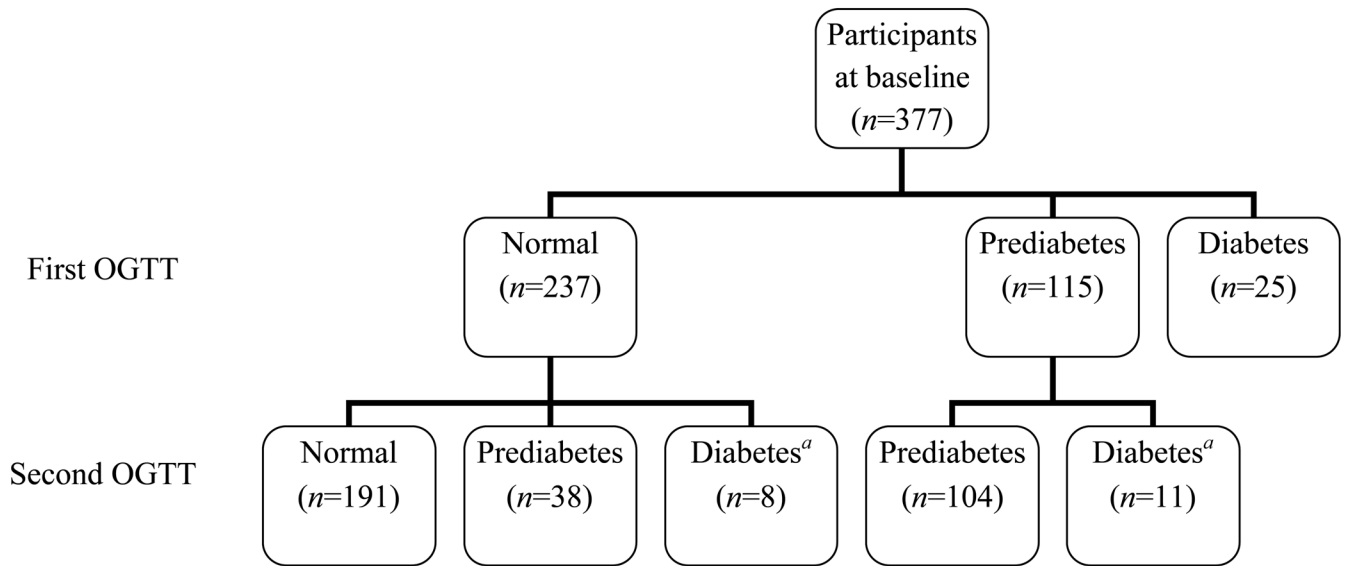 Participants
at baseline
(n=377)
First OGTT
Normal
(n=237)
Prediabetes
(n=115)
Diabetes
(n=25)
Second OGTT
Normal
(n=191)
Prediabetes
(n=38)
Diabetesᵃ
(n=8)
Prediabetes
(n=104)
Diabetesᵃ
(n=11)